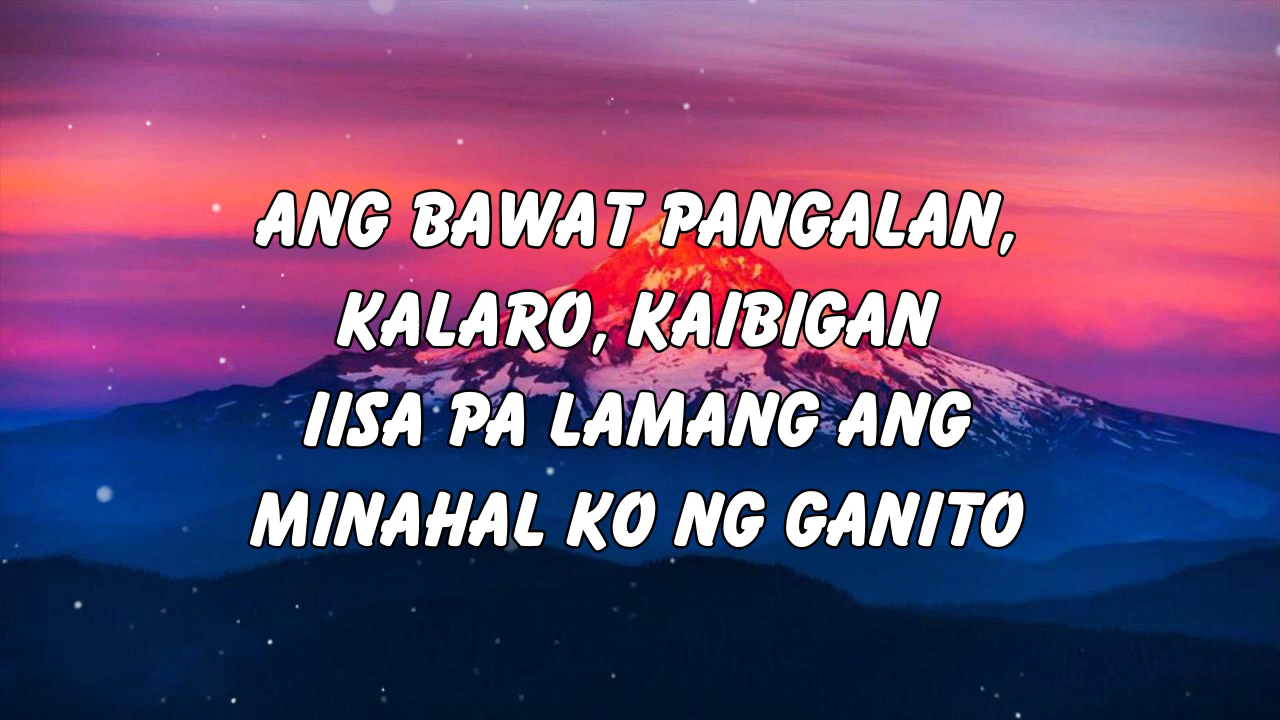 ANG BAWAT PANGALAN,
KALARO, KAIBIGAN
IISA PA LAMANG ANG
MINAHAL KO NG GANITO